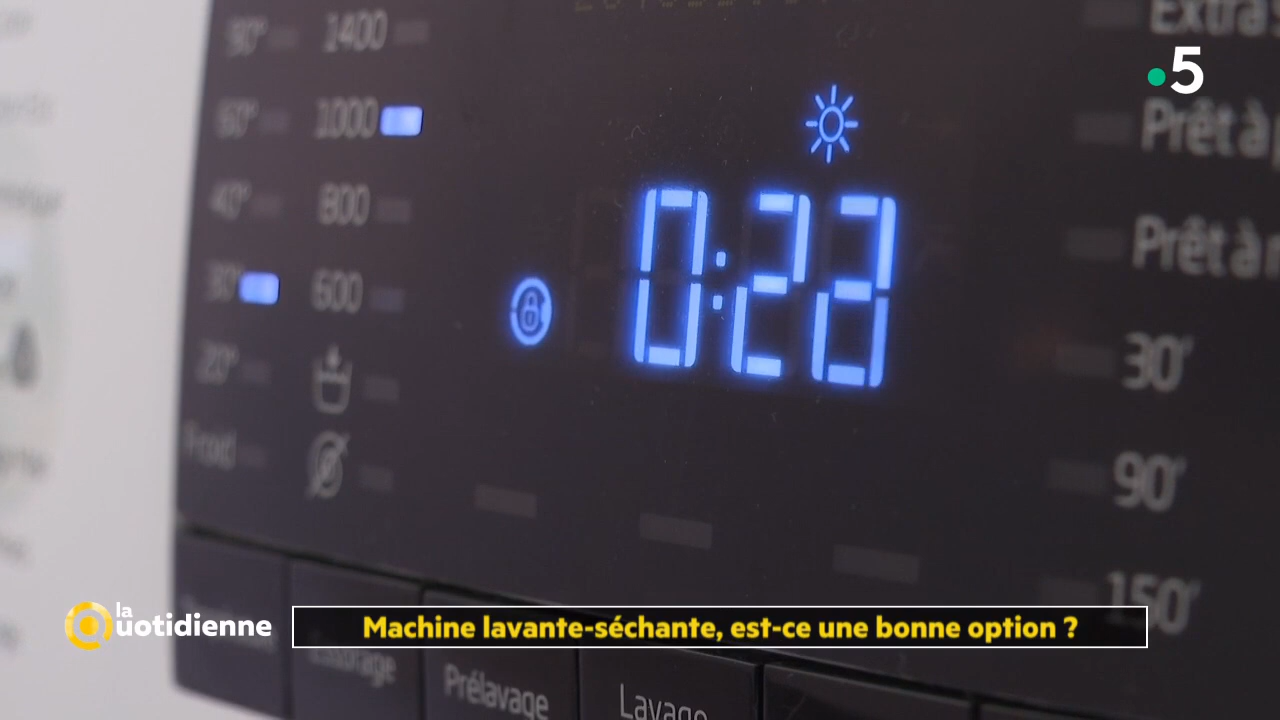 90° 1400
60° 1000
40° 800
30° 600
20°
Froid
0:22
Prêt à
Prêt à
30'
90'
150'
5
Essorage
Prélavage
Lavage
la
Quotidienne
Machine lavante-séchante, est-ce une bonne option ?